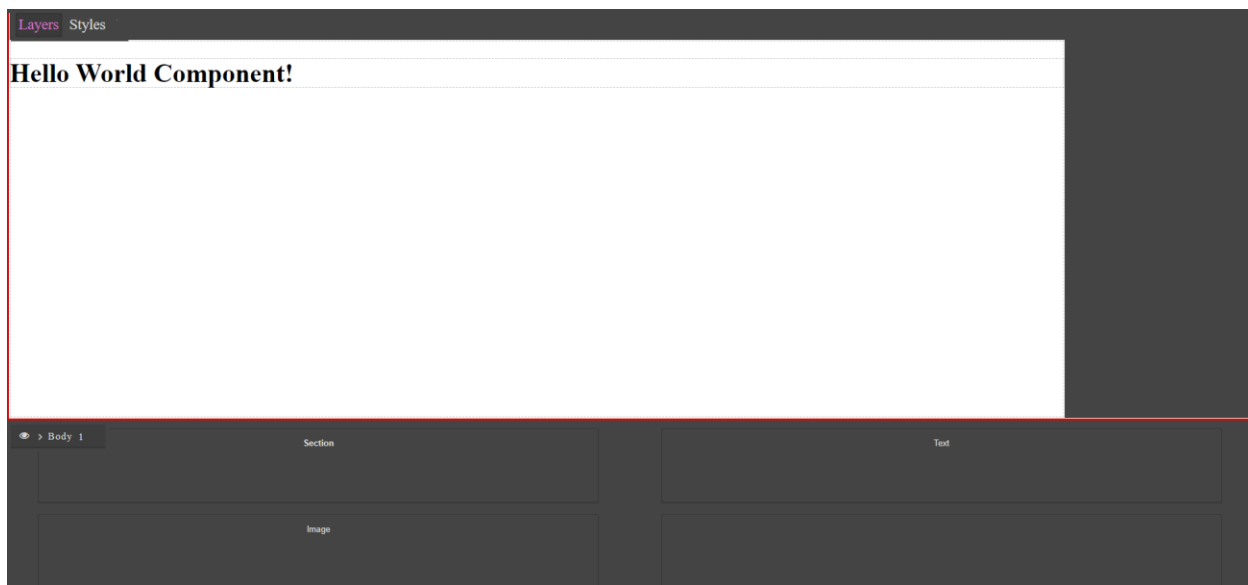 Layers Styles
Hello World Component!
> Body 1
Section
Text
Image